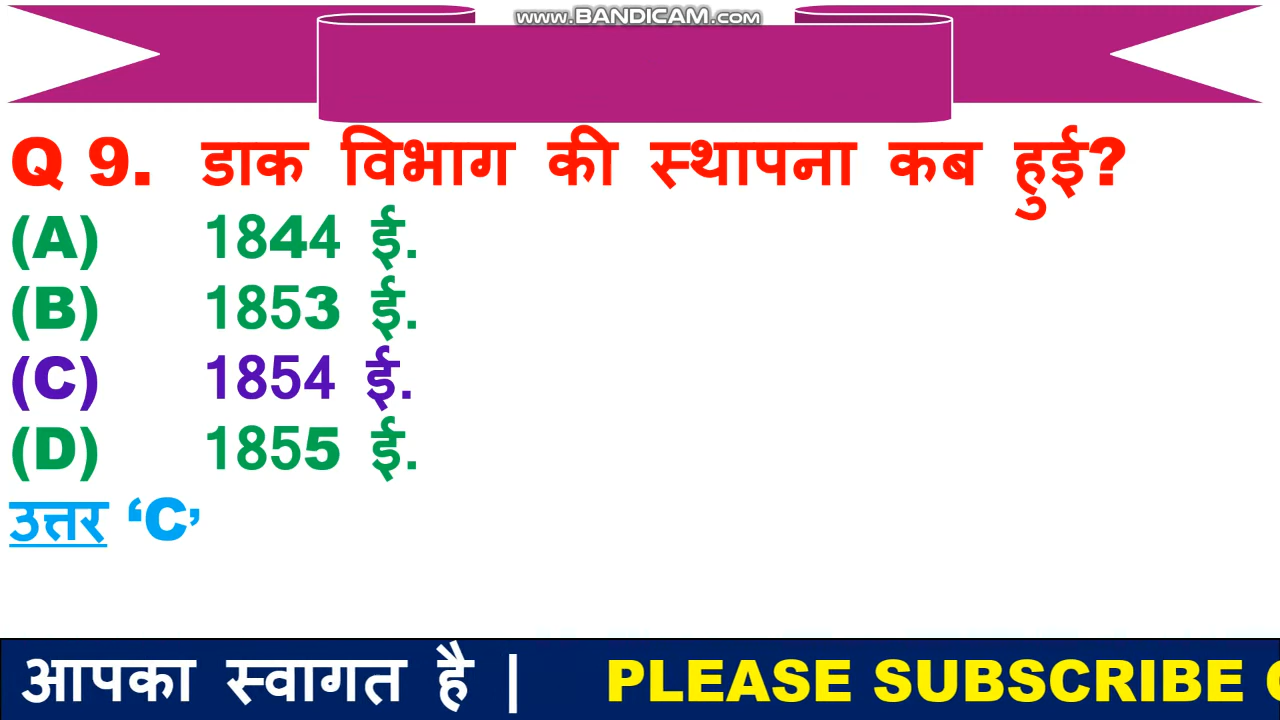 www.BANDICAM.com
Q 9. डाक विभाग की स्थापना कब हुई?
(A) 1844 ई.
(B) 1853 ई.
(C) 1854 ई.
(D) 1855 ई.
उत्तर ‘C’
आपका स्वागत है | PLEASE SUBSCRIBE